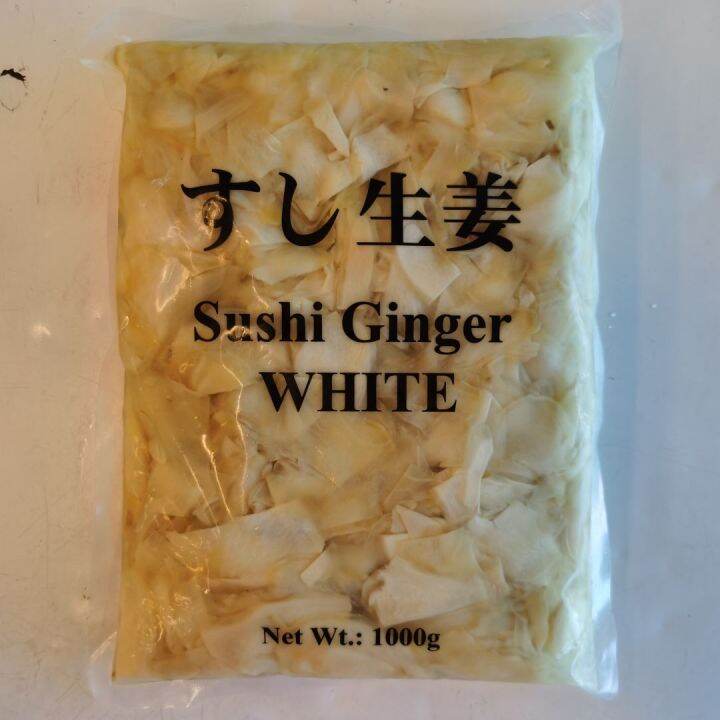 すし生姜
Sushi Ginger
WHITE
Net Wt.: 1000g